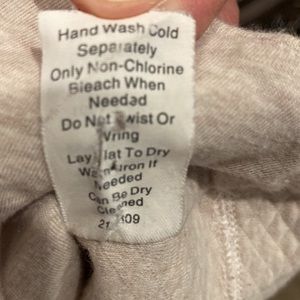 Hand Wash Cold
Separately
Only Non-Chlorine
Bleach When
Needed
Do Not Twist Or
Wring
Lay Flat To Dry
Warm Iron If
Needed
Can Be Dry
Cleaned